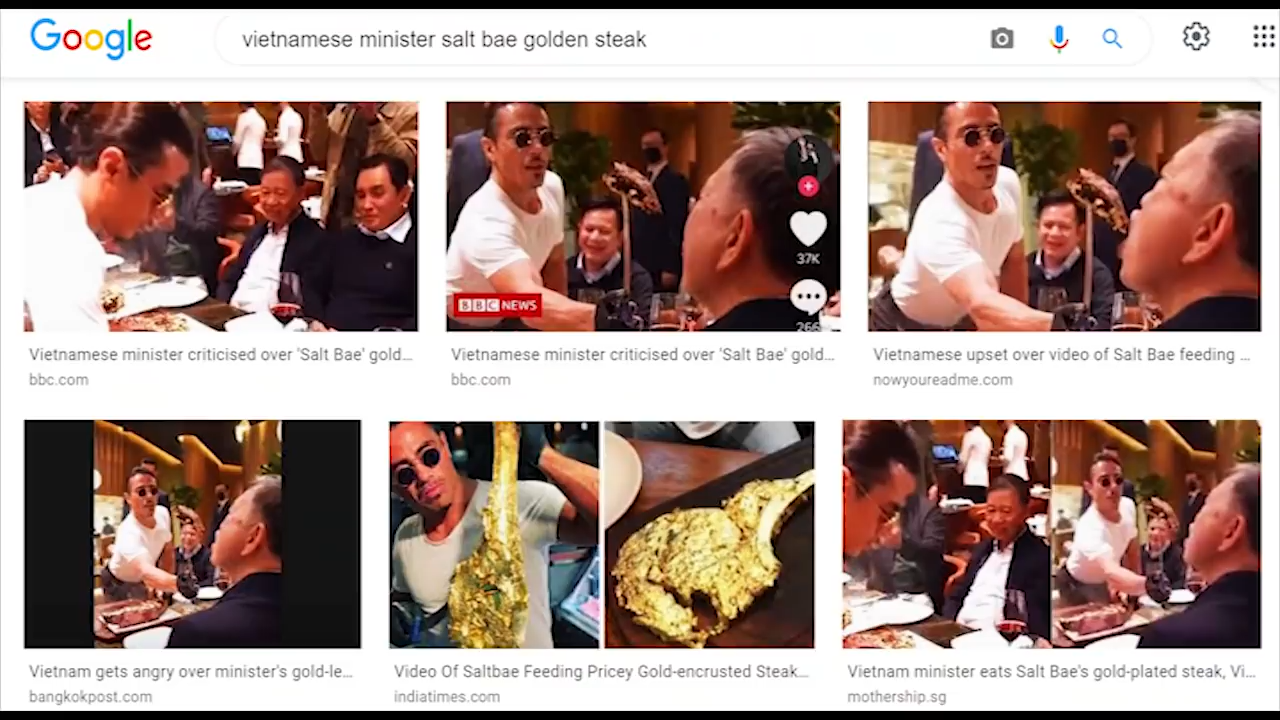 Google
vietnamese minister salt bae golden steak
37K
BBC NEWS
266
Vietnamese minister criticised over 'Salt Bae' gold...
Vietnamese minister criticised over 'Salt Bae' gold...
Vietnamese upset over video of Salt Bae feeding ...
bbc.com
bbc.com
nowyoureadme.com
Vietnam gets angry over minister's gold-le...
Video Of Saltbae Feeding Pricey Gold-encrusted Steak...
Vietnam minister eats Salt Bae's gold-plated steak, Vi...
bangkokpost.com
indiatimes.com
mothership.sg